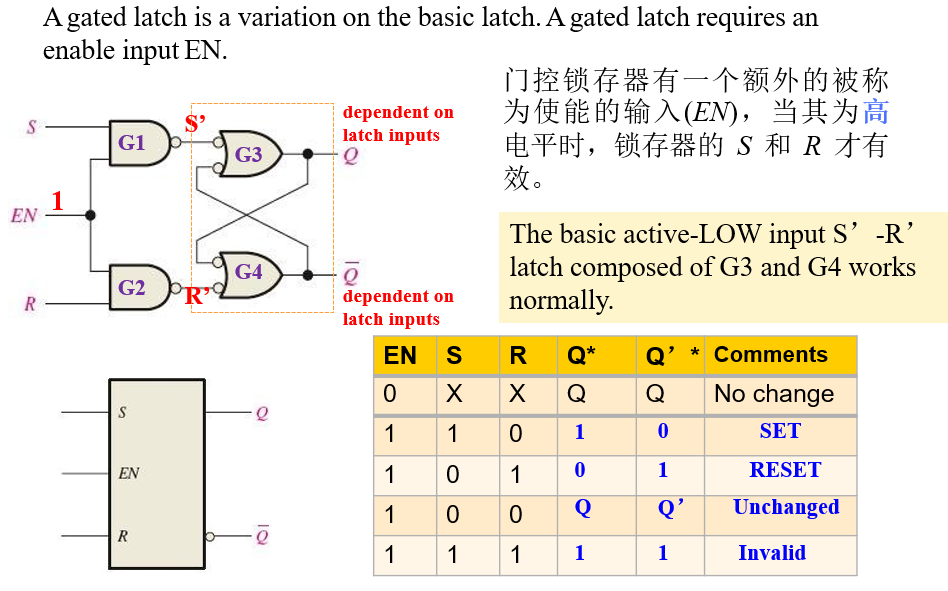 A gated latch is a variation on the basic latch. A gated latch requires an
enable input EN.
门控锁存器有一个额外的被称
为使能的输入(EN)，当其为高
电平时，锁存器的 S 和 R 才有
效。
S
G1
S’
G3
dependent on
latch inputs
Q
EN
1
R
G2
R’
G4
Q̅
dependent on
latch inputs
The basic active-LOW input S’ -R’
latch composed of G3 and G4 works
normally.
EN S R Q* Q’ * Comments
0 X X Q Q No change
1 1 0 1 0 SET
1 0 1 0 1 RESET
1 0 0 Q Q’ Unchanged
1 1 1 1 1 Invalid
S Q
EN
R Q̅